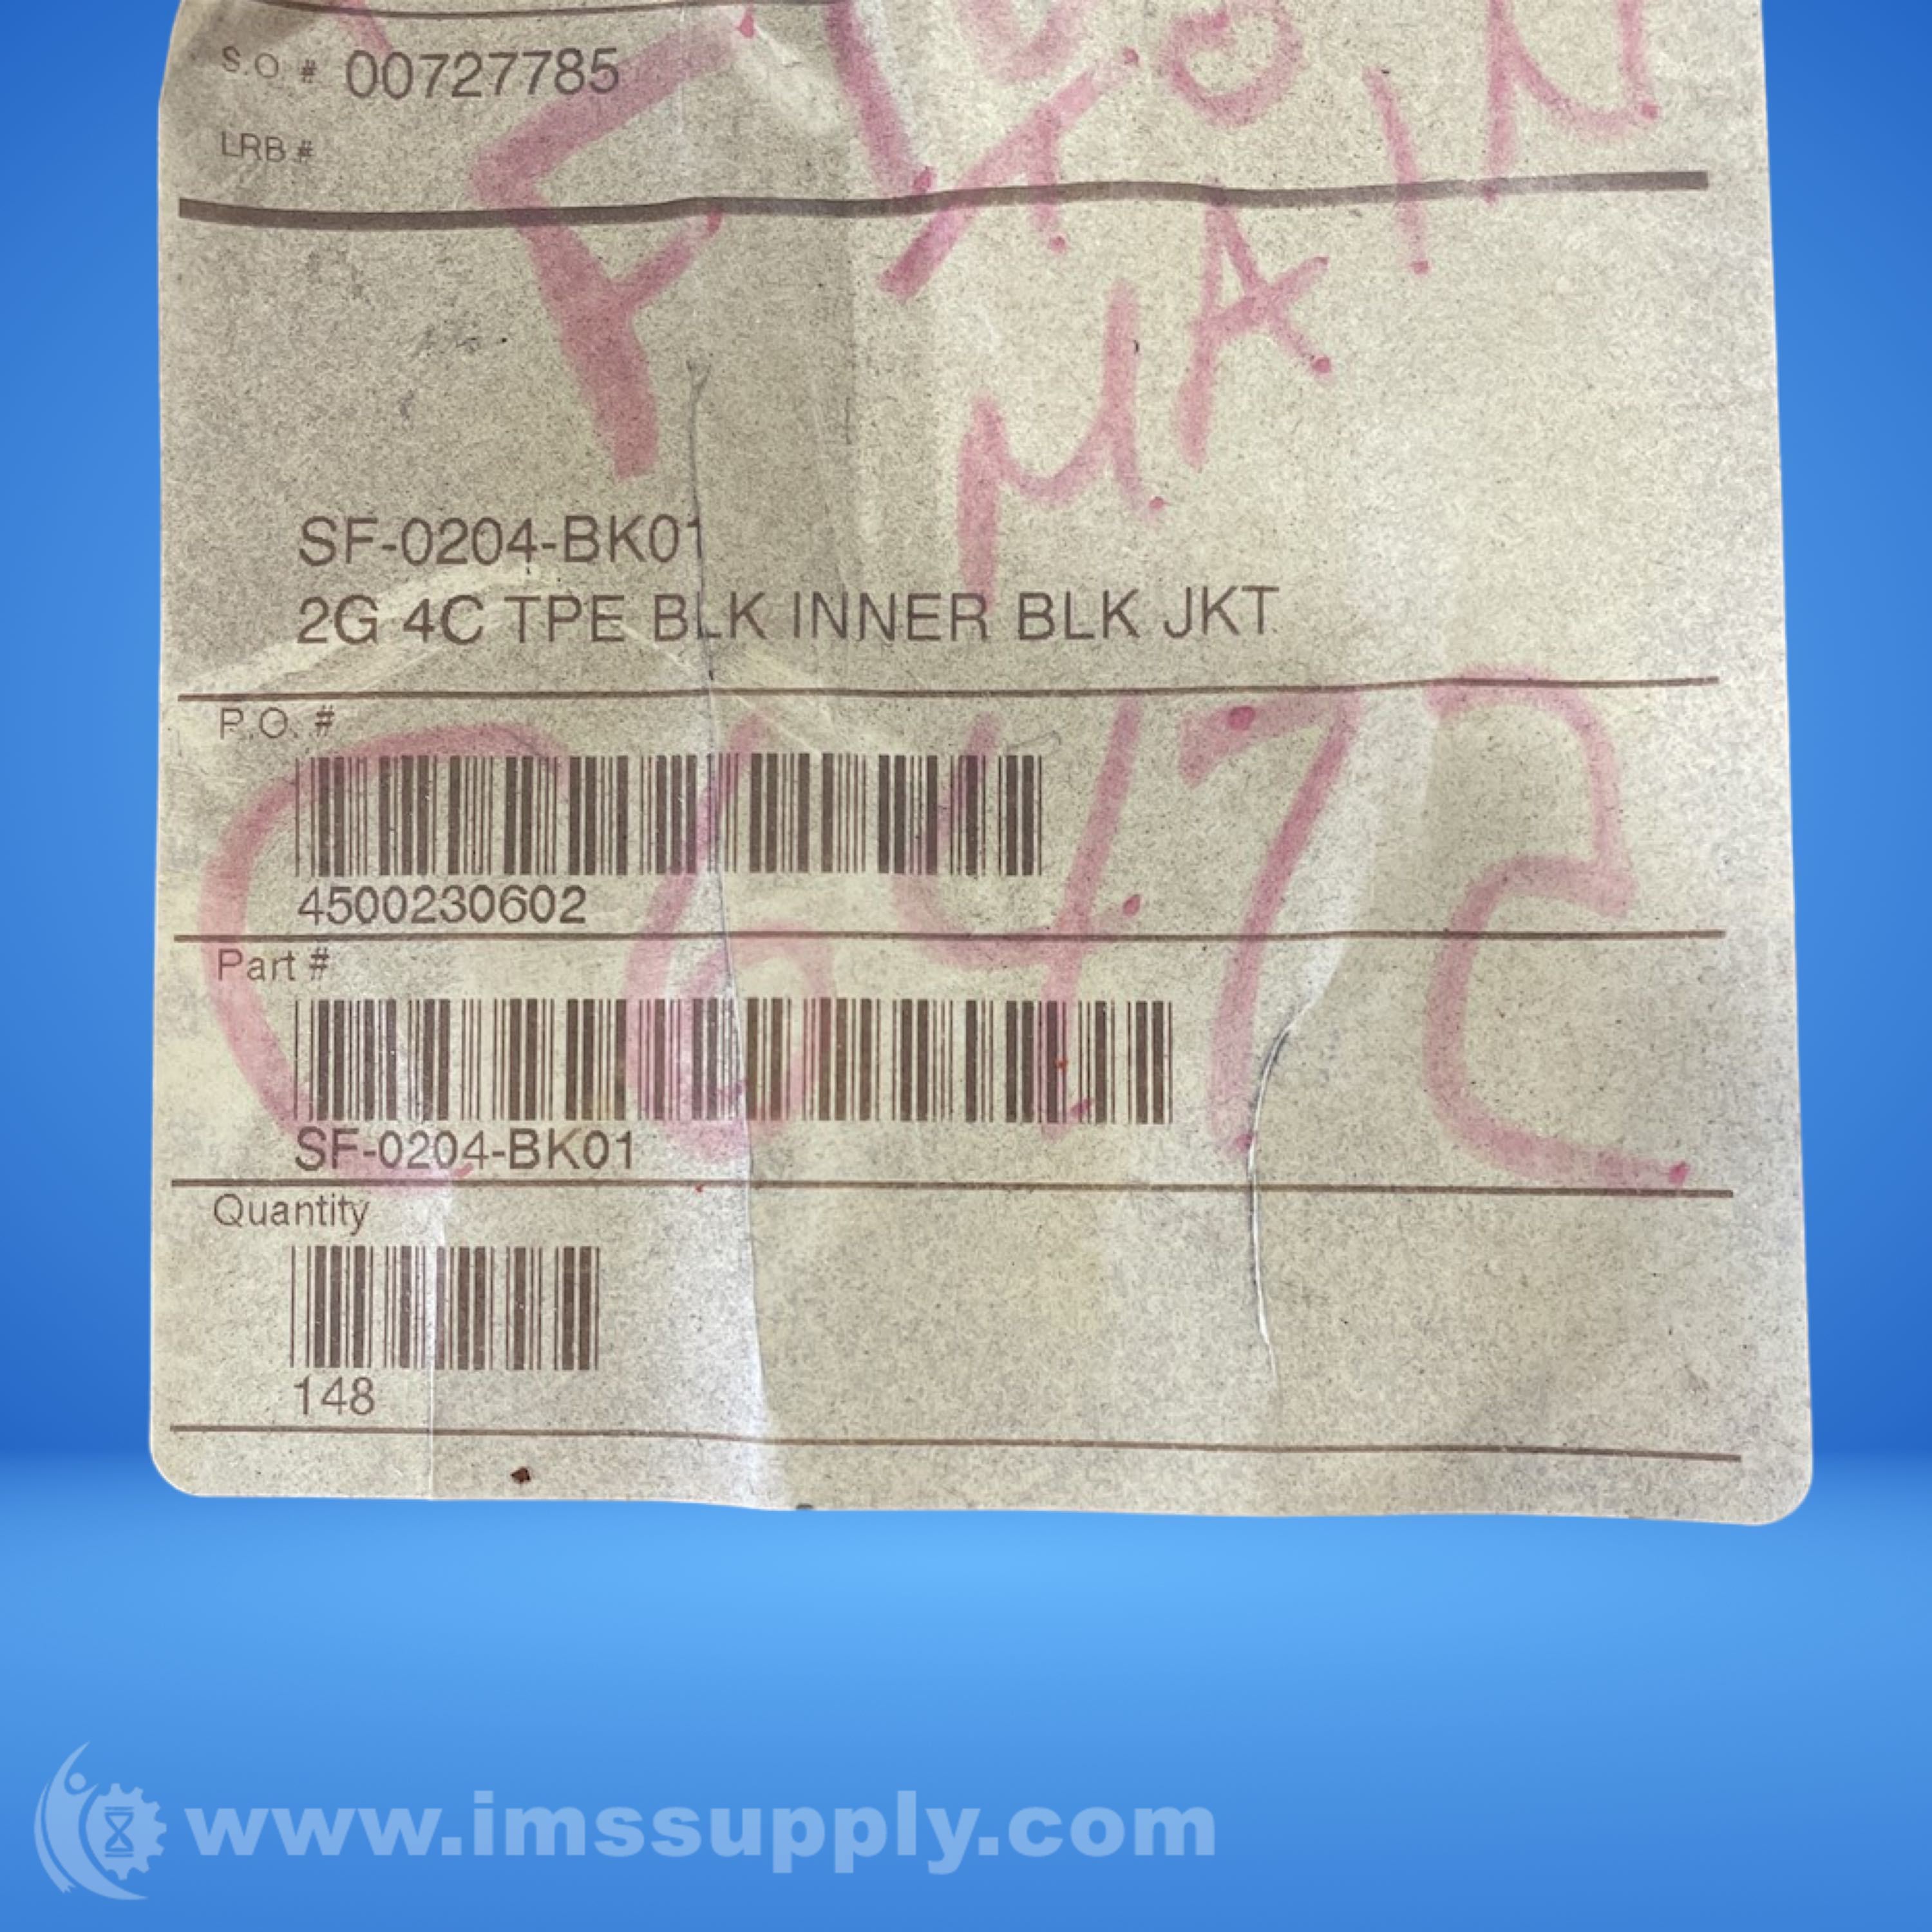 S.O. # 00727785
LRB #
MAIN
SF-0204-BK01
2G 4C TPE BLK INNER BLK JKT
P.O. #
4500230602
C6472
Part #
SF-0204-BK01
Quantity
148
www.imssupply.com